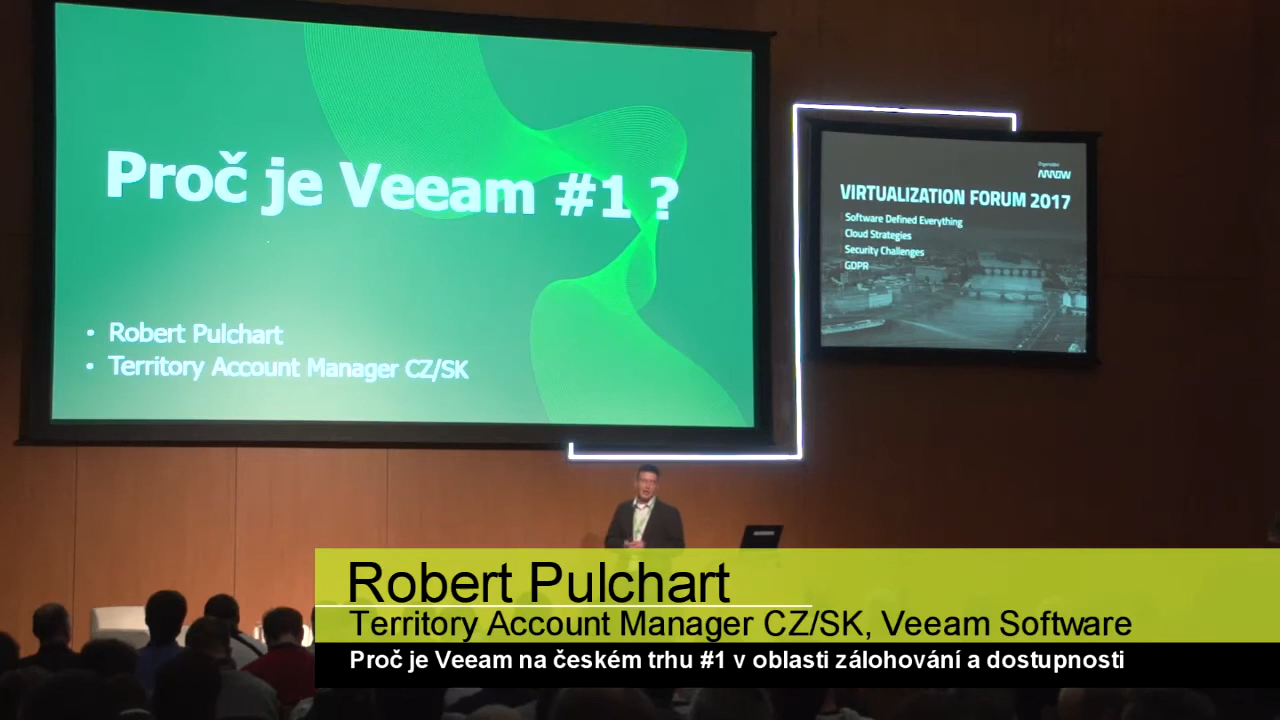 Proč je Veeam #1 ?
• Robert Pulchart
• Territory Account Manager CZ/SK
Organizátor
ARROW
VIRTUALIZATION FORUM 2017
Software Defined Everything
Cloud Strategies
Security Challenges
GDPR
Robert Pulchart
Territory Account Manager CZ/SK, Veeam Software
Proč je Veeam na českém trhu #1 v oblasti zálohování a dostupnosti